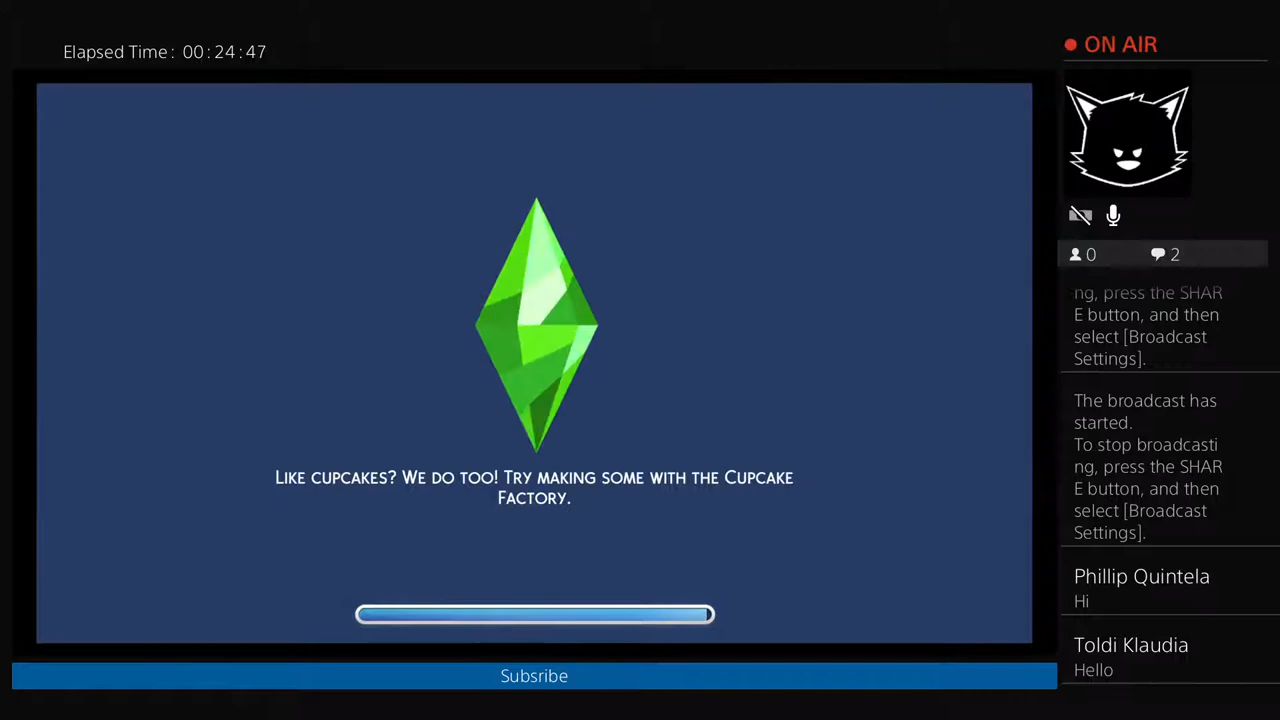 Elapsed Time: 00:24:47
ON AIR
0
2
ng, press the SHAR
E button, and then
select [Broadcast
Settings].
The broadcast has
started.
To stop broadcasti
ng, press the SHAR
E button, and then
select [Broadcast
Settings].
Phillip Quintela
Hi
Toldi Klaudia
Hello
LIKE CUPCAKES? WE DO TOO! TRY MAKING SOME WITH THE CUPCAKE
FACTORY.
Subsribe